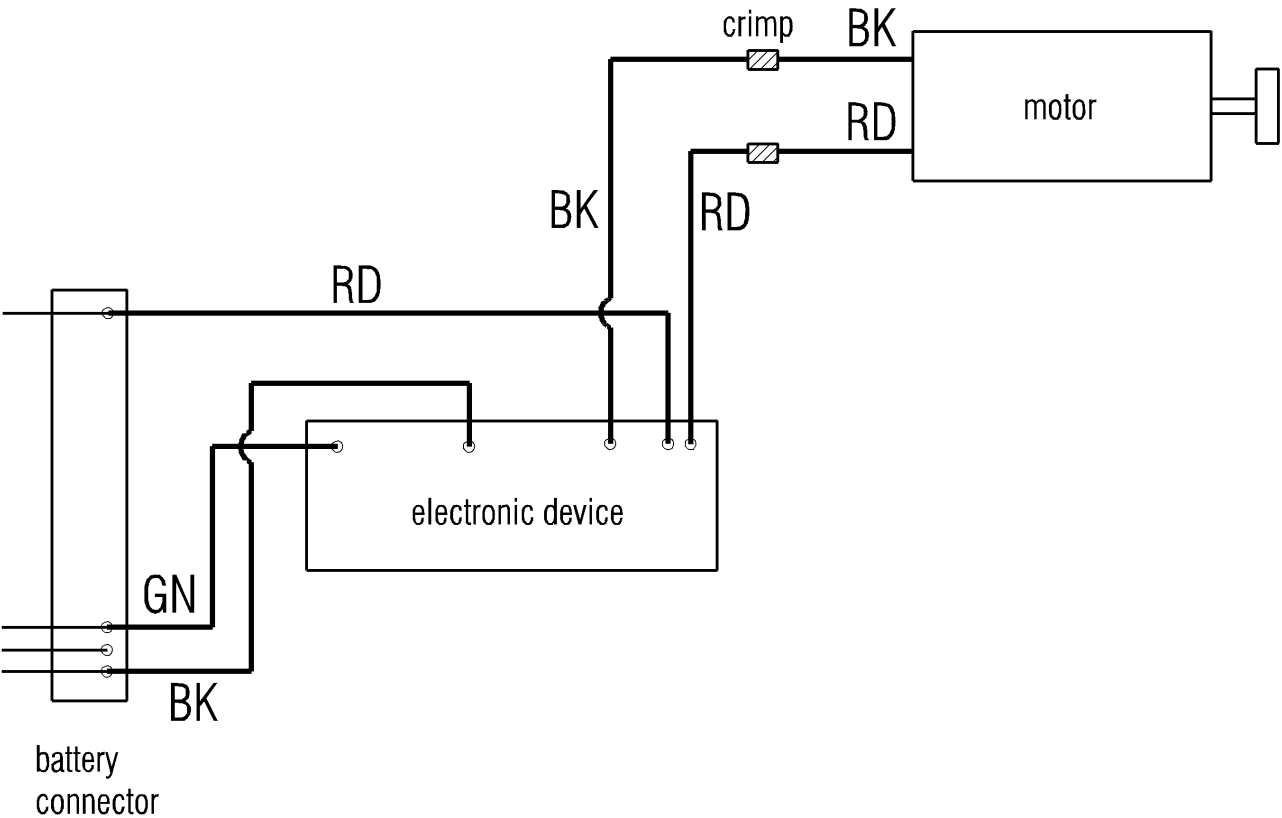 crimp
BK
motor
RD
BK
RD
RD
electronic device
GN
BK
battery
connector